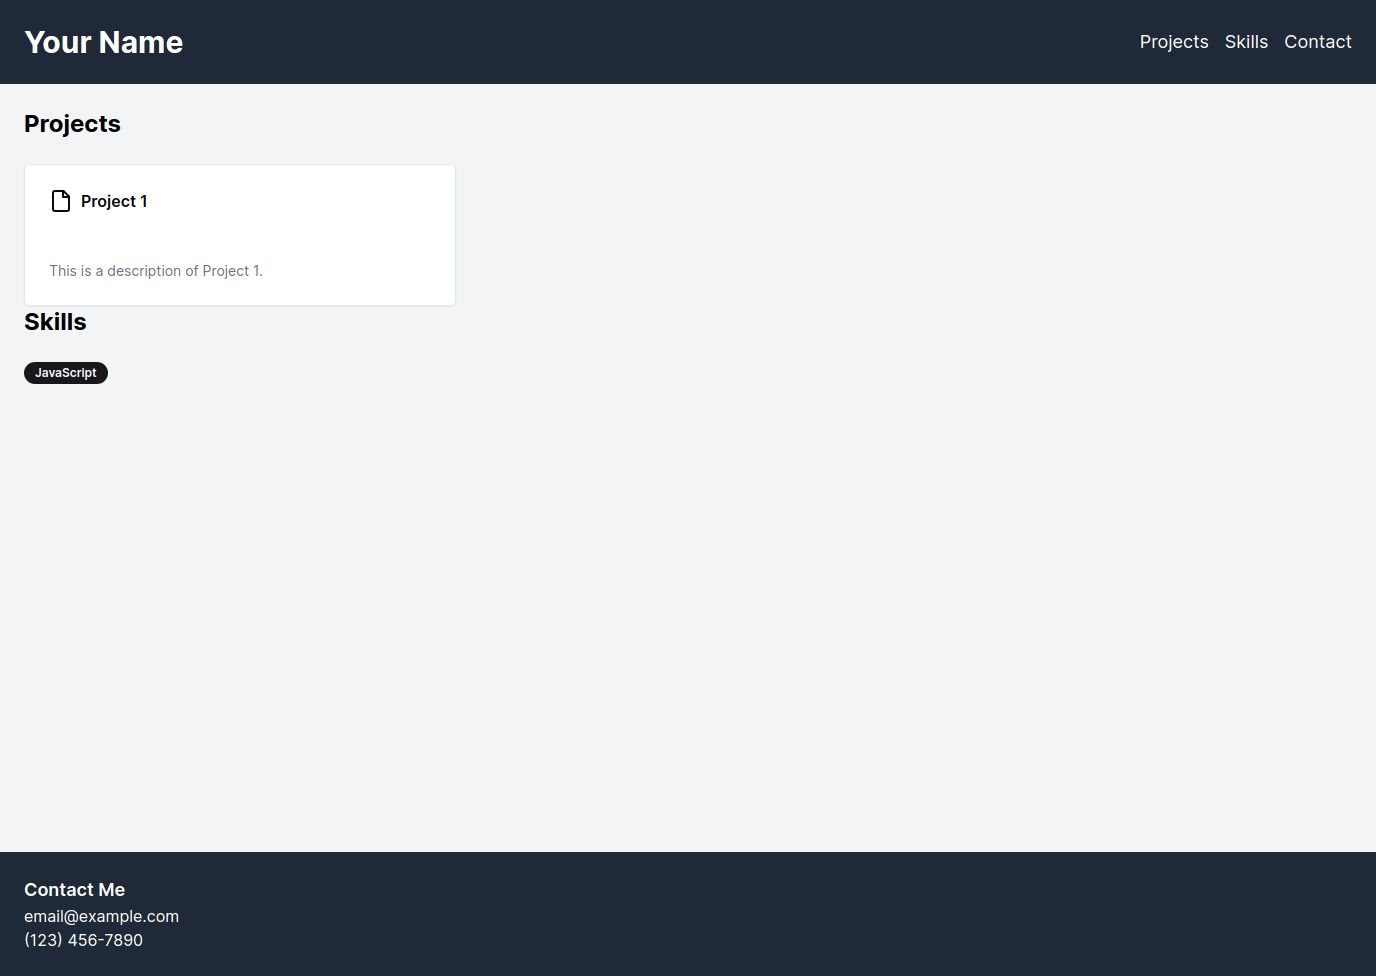 Your Name
Projects Skills Contact
Projects
Project 1
This is a description of Project 1.
Skills
JavaScript
Contact Me
email@example.com
(123) 456-7890